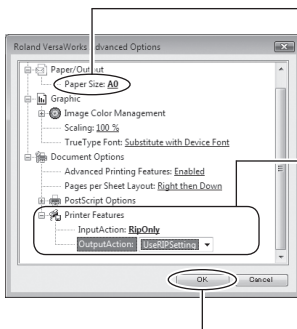 Roland VersaWorks Advanced Options
Paper/Output
Paper Size: A0
Graphic
Image Color Management
Scaling: 100 %
TrueType Font: Substitute with Device Font
Document Options
Advanced Printing Features: Enabled
Pages per Sheet Layout: Right then Down
PostScript Options
Printer Features
InputAction: RipOnly
OutputAction: UseRIPSetting
OK
Cancel